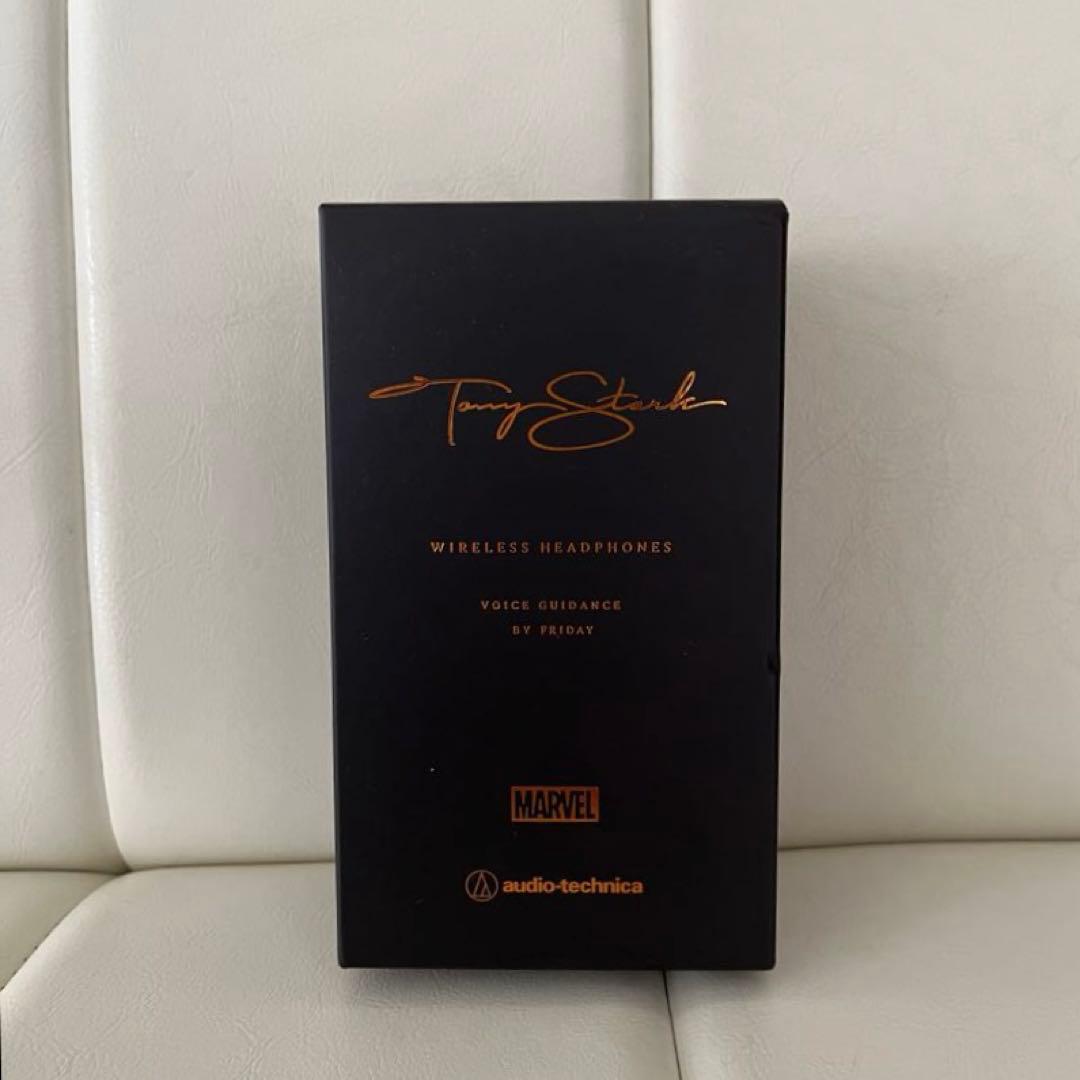 Tony Stark
WIRELESS HEADPHONES
VOICE GUIDANCE
BY FRIDAY
MARVEL
audio-technica